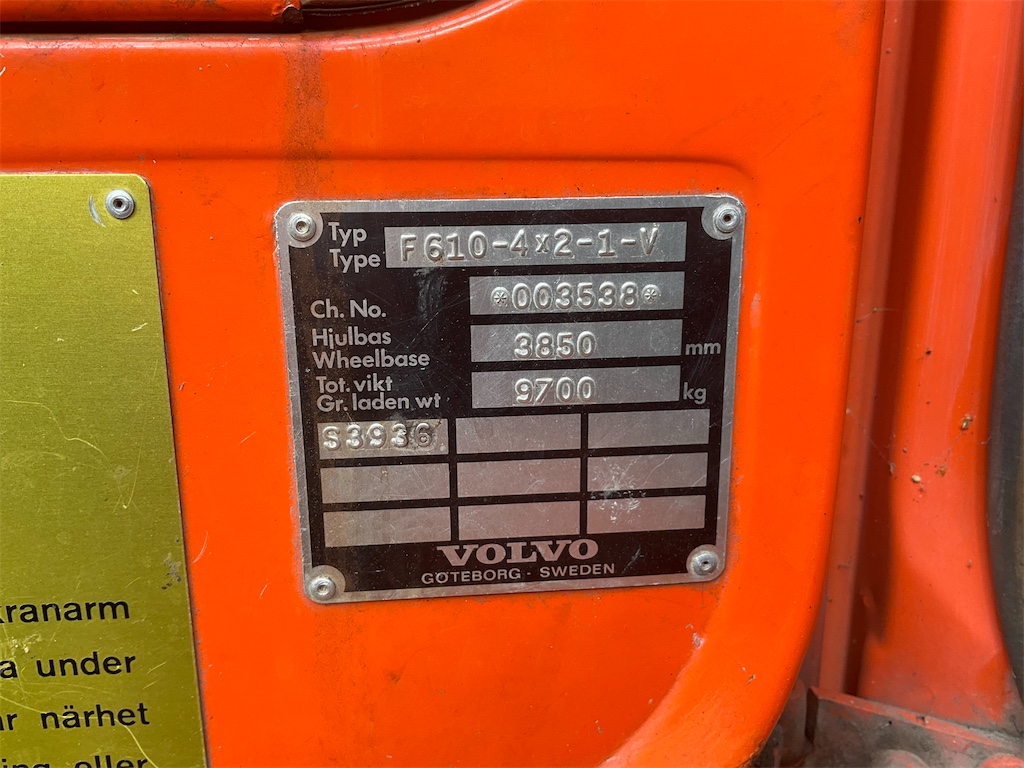 Typ
Type F610-4x2-1-V
Ch. No. *003538*
Hjulbas
Wheelbase 3850 mm
Tot. vikt
Gr. laden wt 9700 kg
S3936
VOLVO
GÖTEBORG - SWEDEN
kranarm
a under
närhet
eller